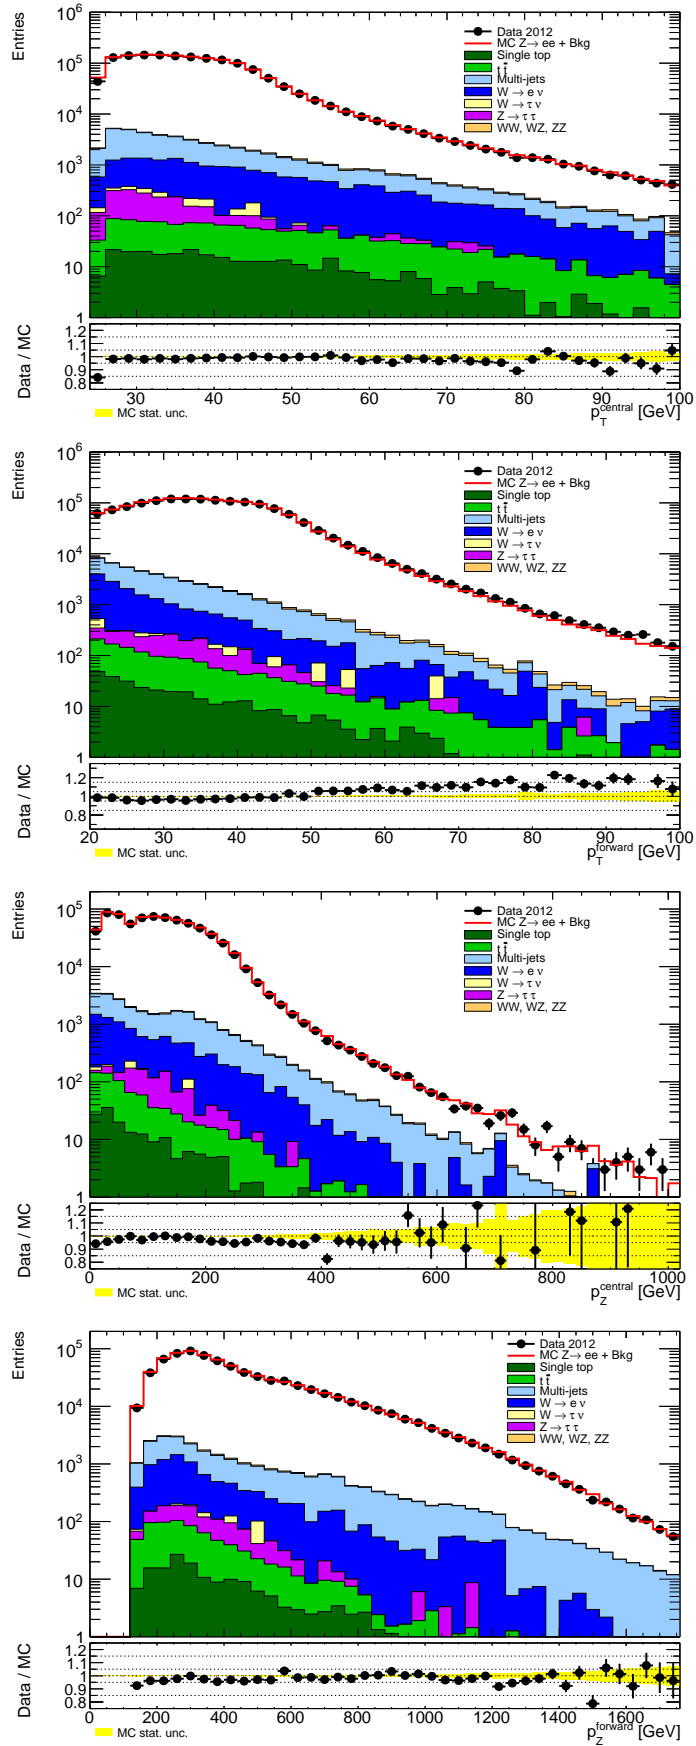 Entries
10^6
10^5
10^4
10^3
10^2
10
1
Data 2012
MC Z→ee + Bkg
Single top
t t̄
Multi-jets
W→e ν
W→τ ν
Z→τ τ
WW, WZ, ZZ
Data / MC
1.2
1.1
1
0.9
0.8
30 40 50 60 70 80 90 100
MC stat. unc.
p_T^central [GeV]
Entries
10^6
10^5
10^4
10^3
10^2
10
1
Data 2012
MC Z→ee + Bkg
Single top
t t̄
Multi-jets
W→e ν
W→τ ν
Z→τ τ
WW, WZ, ZZ
Data / MC
1.2
1
0.8
20 30 40 50 60 70 80 90 100
MC stat. unc.
p_T^forward [GeV]
Entries
10^5
10^4
10^3
10^2
10
1
Data 2012
MC Z→ee + Bkg
Single top
t t̄
Multi-jets
W→e ν
W→τ ν
Z→τ τ
WW, WZ, ZZ
Data / MC
1.2
1.1
1
0.9
0.8
0 200 400 600 800 1000
MC stat. unc.
p_Z^central [GeV]
Entries
10^5
10^4
10^3
10^2
10
1
Data 2012
MC Z→ee + Bkg
Single top
t t̄
Multi-jets
W→e ν
W→τ ν
Z→τ τ
WW, WZ, ZZ
Data / MC
1.2
1.1
1
0.9
0.8
0 200 400 600 800 1000 1200 1400 1600
MC stat. unc.
p_Z^forward [GeV]